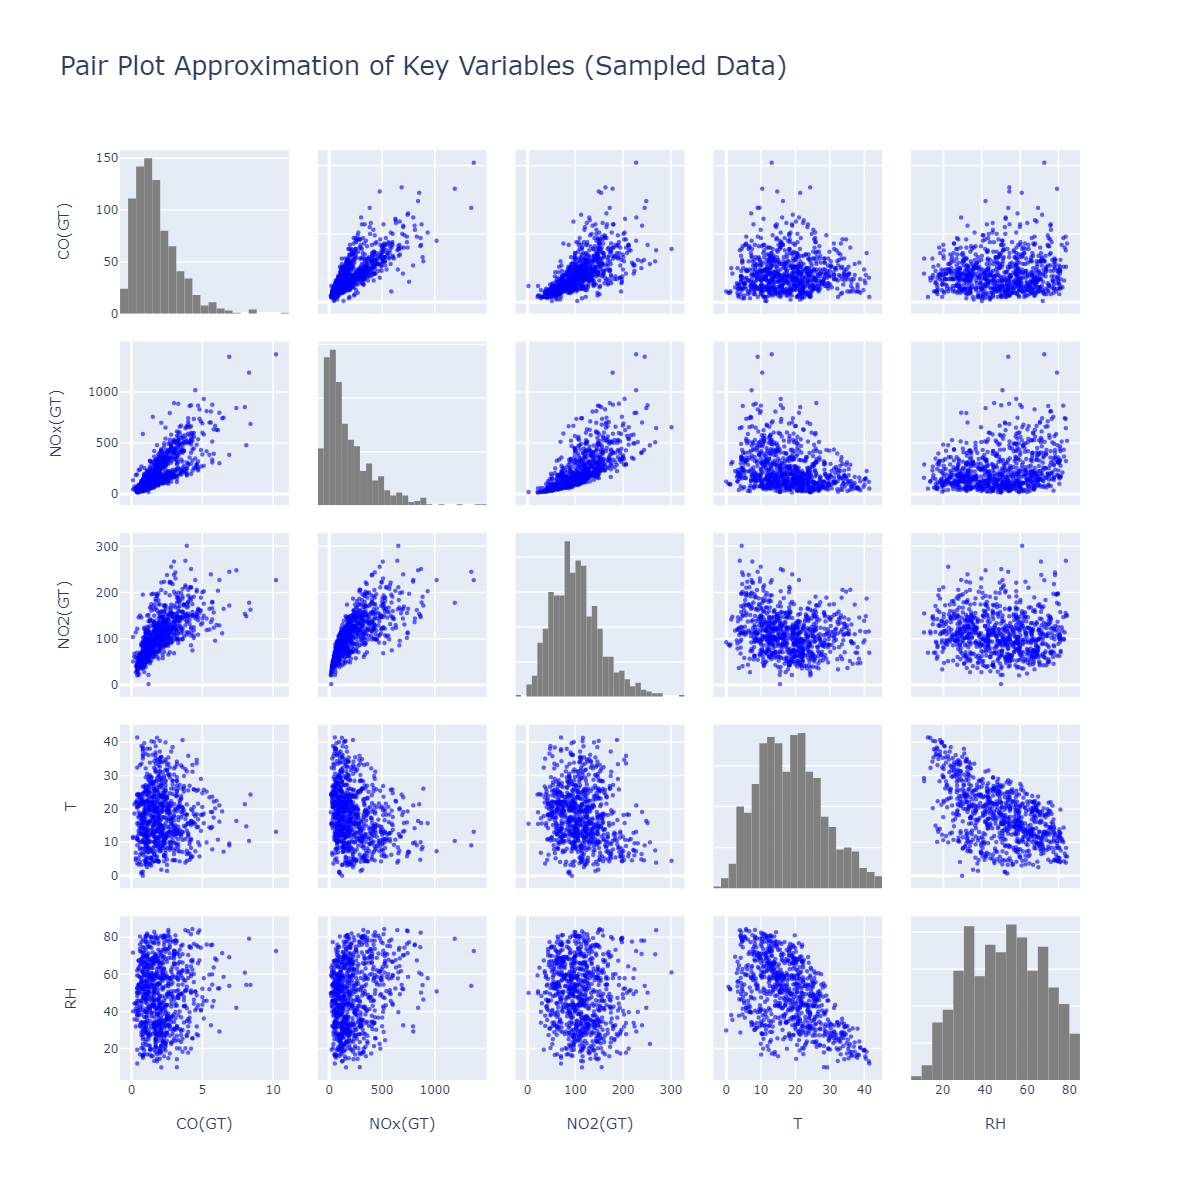 Pair Plot Approximation of Key Variables (Sampled Data)
150
100
50
0
CO(GT)
1000
500
0
NOx(GT)
300
200
100
0
NO2(GT)
40
30
20
10
0
T
80
60
40
20
RH
0 5 10
0 500 1000
0 100 200 300
0 10 20 30 40
20 40 60 80
CO(GT) NOx(GT) NO2(GT) T RH